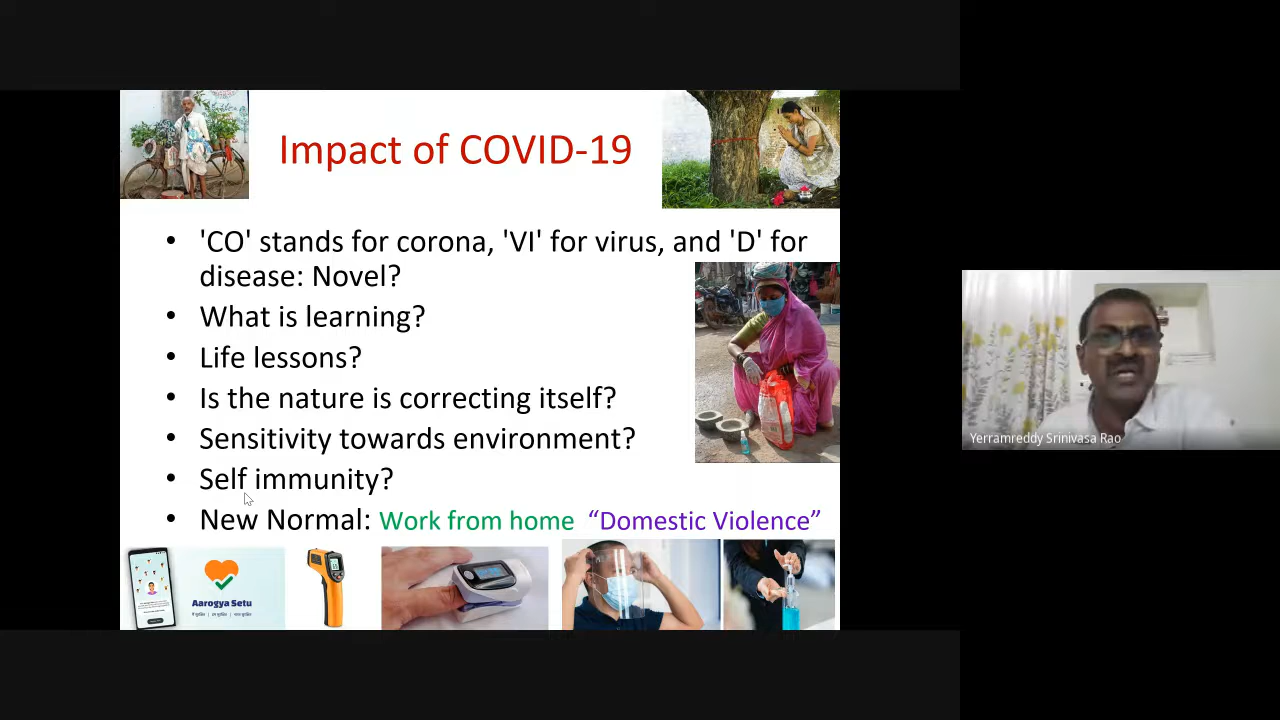 Impact of COVID-19
• 'CO' stands for corona, 'VI' for virus, and 'D' for
disease: Novel?
• What is learning?
• Life lessons?
• Is the nature is correcting itself?
• Sensitivity towards environment?
• Self immunity?
• New Normal: Work from home “Domestic Violence”
Aarogya Setu
Yerramreddy Srinivasa Rao